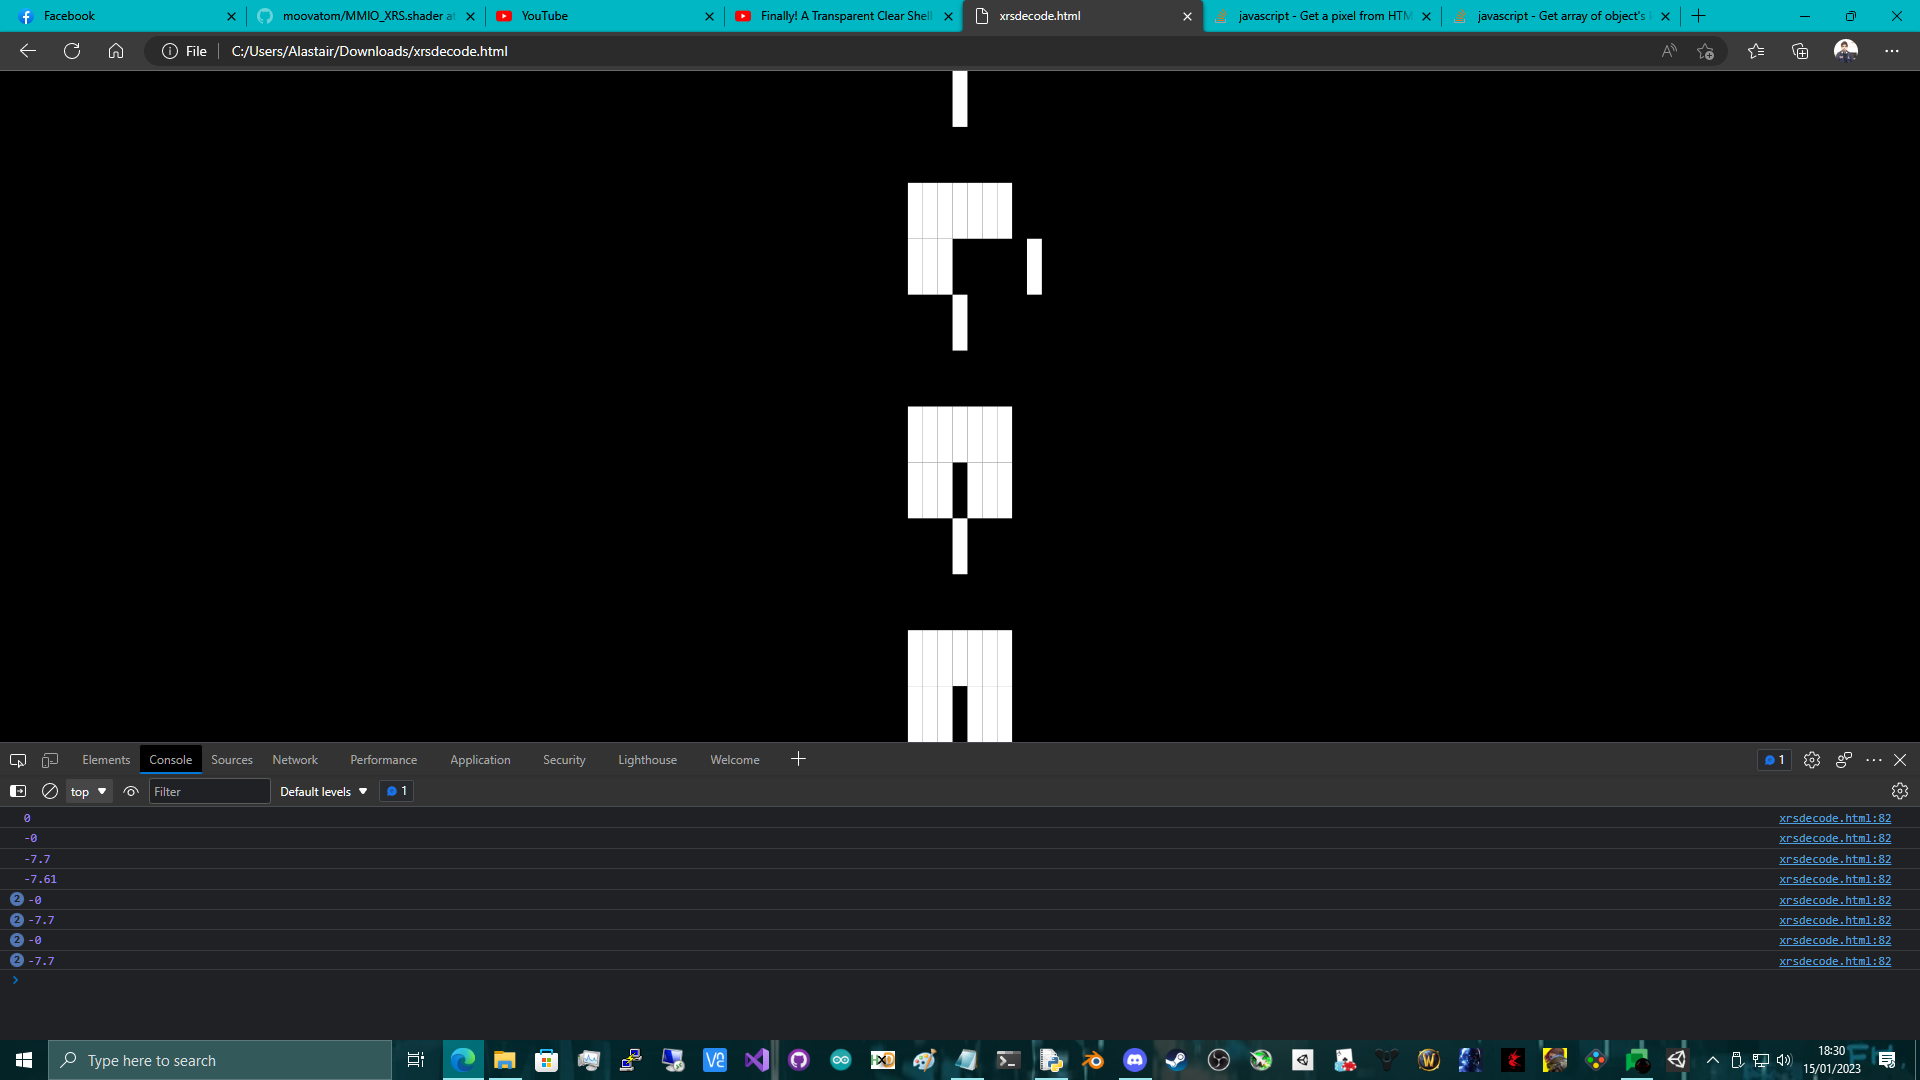 Facebook
moovatom/MMIO_XRS.shader at
YouTube
Finally! A Transparent Clear Shell
xrsdecode.html
javascript - Get a pixel from HTM
javascript - Get array of object's
File
C:/Users/Alastair/Downloads/xrsdecode.html
Elements Console Sources Network Performance Application Security Lighthouse Welcome
1
top
Filter
Default levels
1
0 xrsdecode.html:82
-0 xrsdecode.html:82
-7.7 xrsdecode.html:82
-7.61 xrsdecode.html:82
2 -0 xrsdecode.html:82
2 -7.7 xrsdecode.html:82
2 -0 xrsdecode.html:82
2 -7.7 xrsdecode.html:82
Type here to search
18:30
15/01/2023